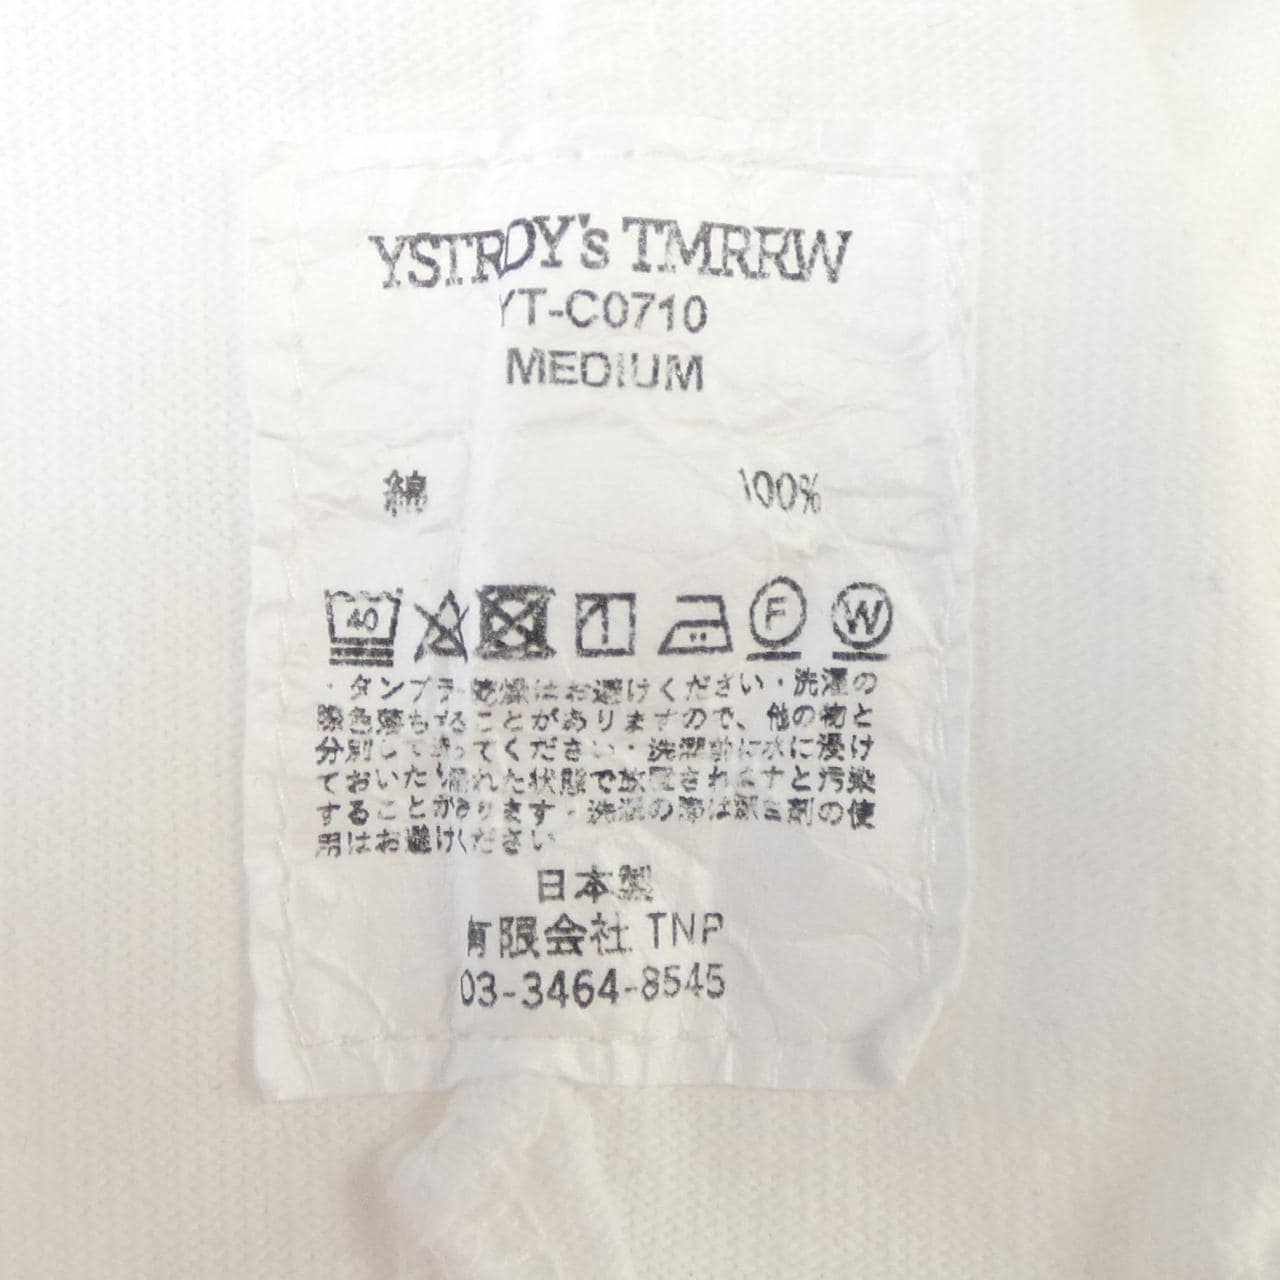 YSTRDY's TMRRW
YT-C0710
MEDIUM
綿 100%
40
F W
・タンブラー乾燥はお避けください・洗濯の
際色落ちすることがありますので、他の物と
分別して洗ってください・洗濯前に水に浸け
ておいたり濡れた状態で放置されますと汚染
することがあります・洗濯の際は蛍光剤の使
用はお避けください
日本製
有限会社 TNP
03-3464-8545